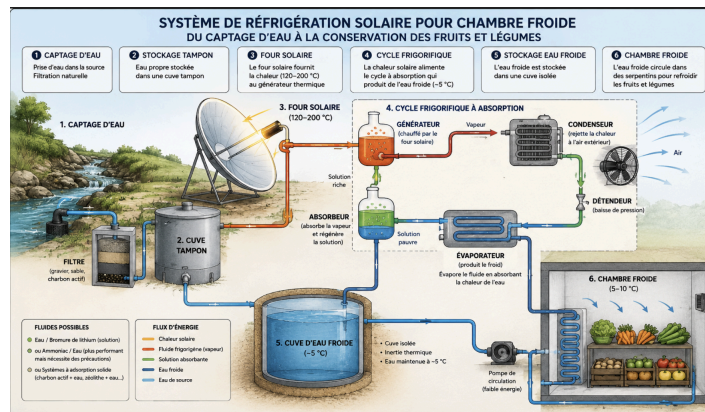 SYSTÈME DE RÉFRIGÉRATION SOLAIRE POUR CHAMBRE FROIDE
DU CAPTAGE D'EAU À LA CONSERVATION DES FRUITS ET LÉGUMES
1 CAPTAGE D'EAU
Prise d'eau dans la source
Filtration naturelle
2 STOCKAGE TAMPON
Eau propre stockée
dans une cuve tampon
3 FOUR SOLAIRE
Le four solaire fournit
la chaleur (120–200 °C)
au générateur thermique
4 CYCLE FRIGORIFIQUE
La chaleur solaire alimente
le cycle à absorption qui
produit de l'eau froide (~5 °C)
5 STOCKAGE EAU FROIDE
L'eau froide est stockée
dans une cuve isolée
6 CHAMBRE FROIDE
L'eau froide circule dans
des serpentins pour refroidir
les fruits et légumes
1. CAPTAGE D'EAU
3. FOUR SOLAIRE
(120–200 °C)
4. CYCLE FRIGORIFIQUE À ABSORPTION
GÉNÉRATEUR
(chauffé par le
four solaire)
Vapeur
CONDENSEUR
(rejette la chaleur
à l'air extérieur)
Air
Solution
riche
DÉTENDEUR
(baisse de pression)
ABSORBEUR
(absorbe la vapeur
et régénère
la solution)
Solution
pauvre
ÉVAPORATEUR
(produit le froid)
Évapore le fluide en absorbant
la chaleur de l'eau
2. CUVE
TAMPON
FILTRE
(gravier, sable,
charbon actif)
5. CUVE D'EAU FROIDE
(~5 °C)
• Cuve isolée
• Inertie thermique
• Eau maintenue à ~5 °C
Pompe de
circulation
(faible énergie)
6. CHAMBRE FROIDE
(5–10 °C)
FLUIDES POSSIBLES
Eau / Bromure de lithium (solution)
ou Ammoniac / Eau (plus performant
mais nécessite des précautions)
ou Systèmes à adsorption solide
(charbon actif + eau, zéolithe + eau...)
FLUX D'ÉNERGIE
Chaleur solaire
Fluide frigorigène (vapeur)
Solution absorbante
Eau froide
Eau de source